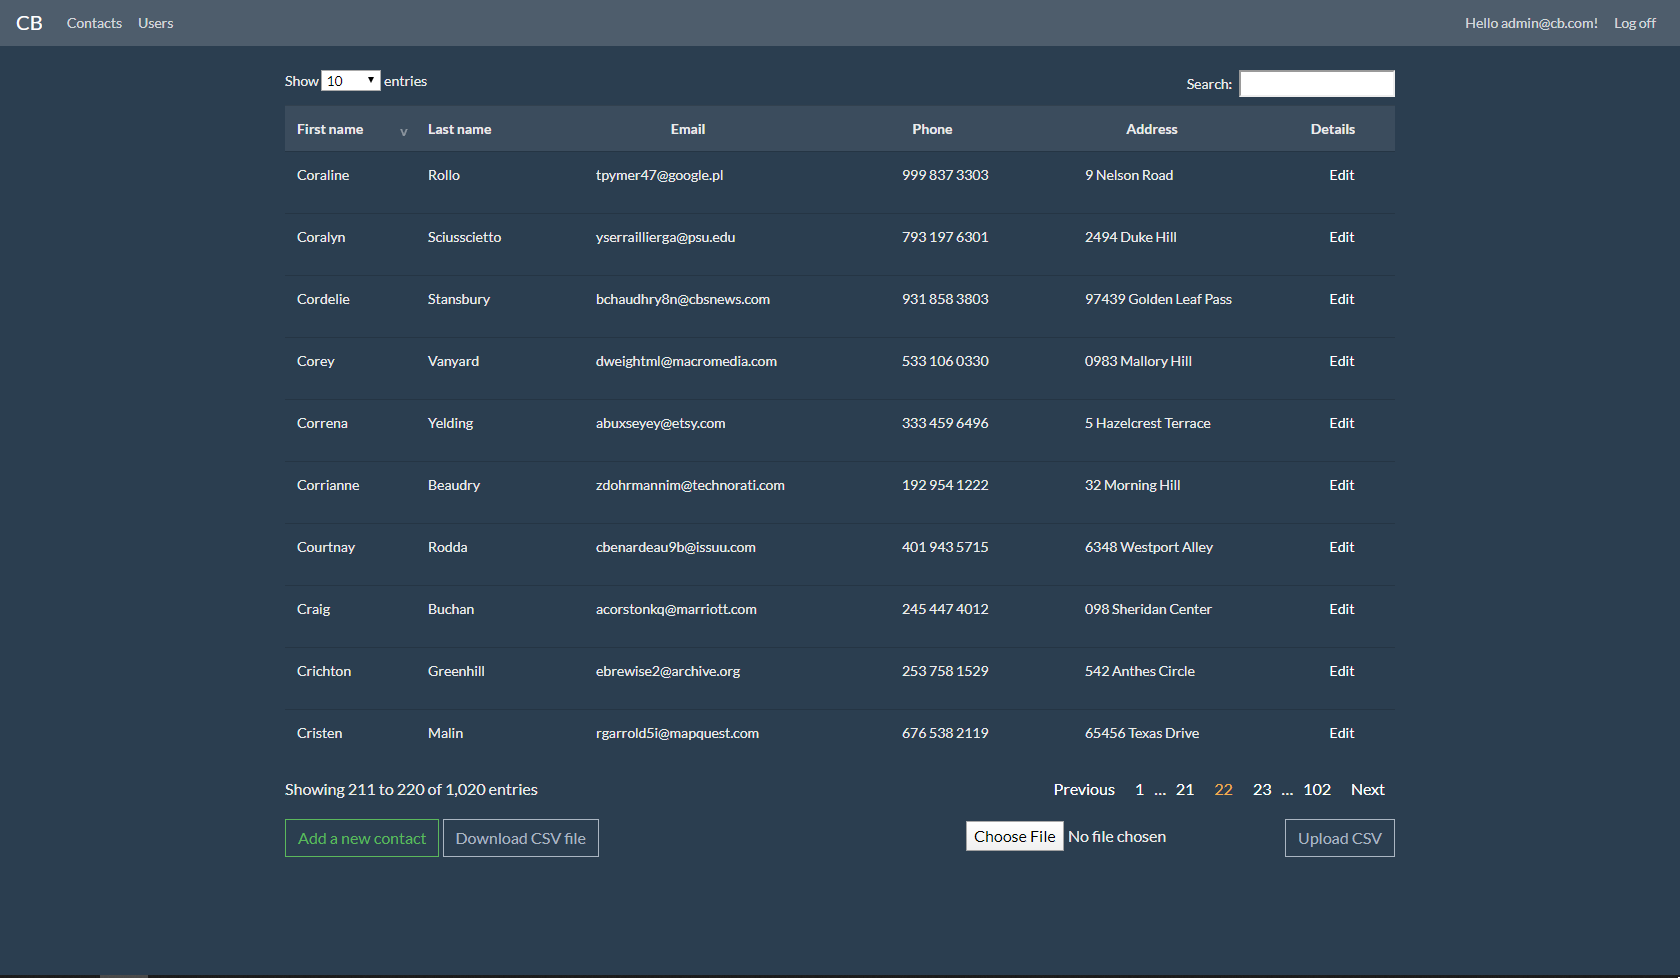 CB Contacts Users Hello admin@cb.com! Log off
Show 10 entries Search:
First name v Last name Email Phone Address Details
Coraline Rollo tpymer47@google.pl 999 837 3303 9 Nelson Road Edit
Coralyn Sciusscietto yserraillierga@psu.edu 793 197 6301 2494 Duke Hill Edit
Cordelie Stansbury bchaudhry8n@cbsnews.com 931 858 3803 97439 Golden Leaf Pass Edit
Corey Vanyard dweightml@macromedia.com 533 106 0330 0983 Mallory Hill Edit
Correna Yelding abuxseyey@etsy.com 333 459 6496 5 Hazelcrest Terrace Edit
Corrianne Beaudry zdohrmannim@technorati.com 192 954 1222 32 Morning Hill Edit
Courtnay Rodda cbenardeau9b@issuu.com 401 943 5715 6348 Westport Alley Edit
Craig Buchan acorstonkq@marriott.com 245 447 4012 098 Sheridan Center Edit
Crichton Greenhill ebrewise2@archive.org 253 758 1529 542 Anthes Circle Edit
Cristen Malin rgarrold5i@mapquest.com 676 538 2119 65456 Texas Drive Edit
Showing 211 to 220 of 1,020 entries Previous 1 ... 21 22 23 ... 102 Next
Add a new contact Download CSV file Choose File No file chosen Upload CSV